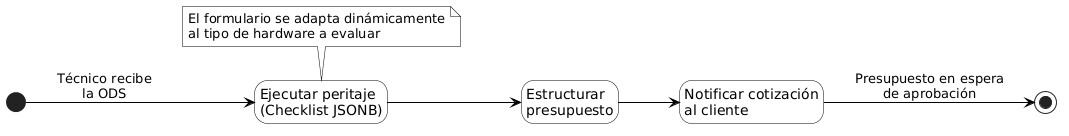 El formulario se adapta dinámicamente
al tipo de hardware a evaluar
Técnico recibe
la ODS
Ejecutar peritaje
(Checklist JSONB)
Estructurar
presupuesto
Notificar cotización
al cliente
Presupuesto en espera
de aprobación